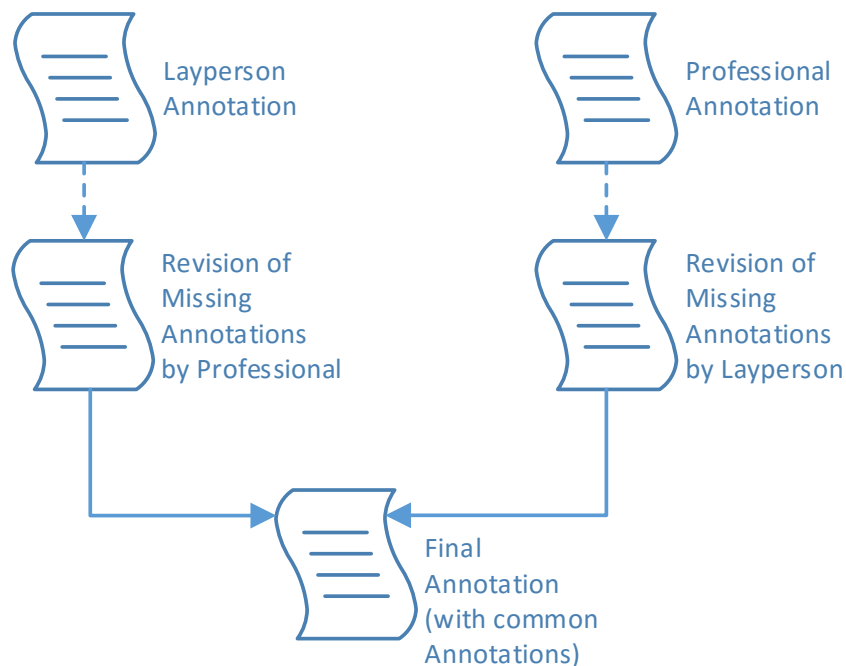 Layperson
Annotation
Professional
Annotation
Revision of
Missing
Annotations
by Professional
Revision of
Missing
Annotations
by Layperson
Final
Annotation
(with common
Annotations)